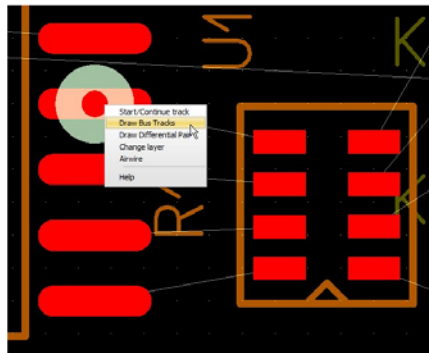 U1
K
Start/Continue track
Draw Bus Tracks
Draw Differential Pair
Change layer
Airwire
Help
K